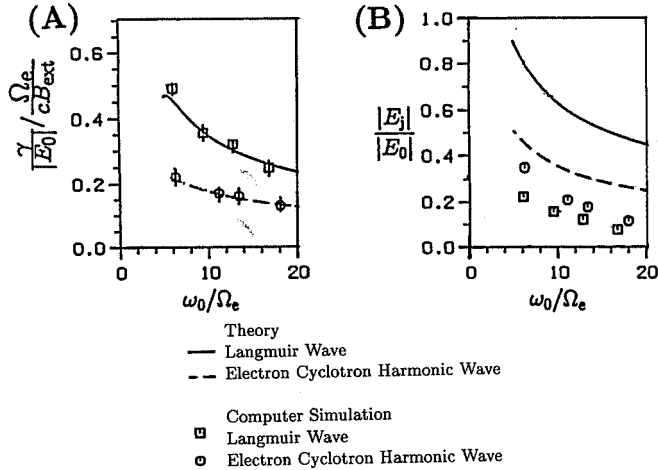 (A)
γ/|E₀| / Ωₑ/cB_ext
0.6
0.4
0.2
0.0
0 10 20
ω₀/Ωₑ
(B)
|E_j|/|E₀|
1.0
0.8
0.6
0.4
0.2
0.0
0 10 20
ω₀/Ωₑ
Theory
Langmuir Wave
Electron Cyclotron Harmonic Wave
Computer Simulation
Langmuir Wave
Electron Cyclotron Harmonic Wave